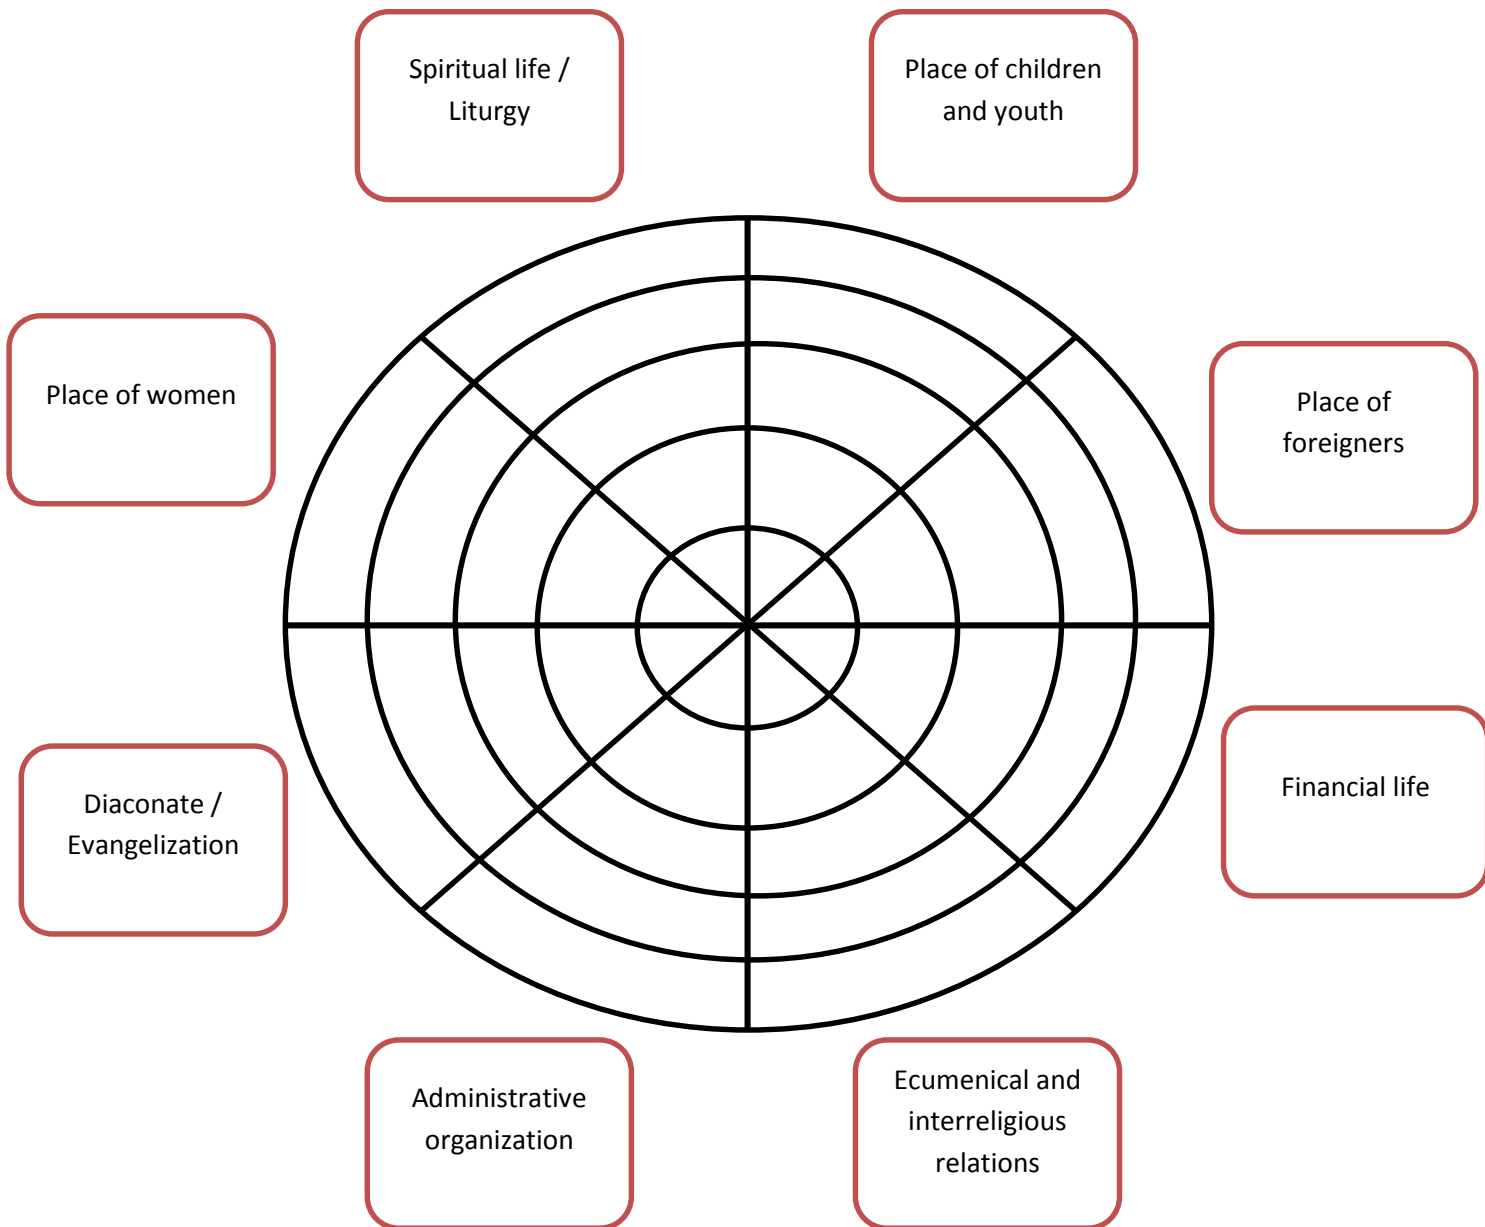 Spiritual life /
Liturgy
Place of children
and youth
Place of women
Place of
foreigners
Diaconate /
Evangelization
Financial life
Administrative
organization
Ecumenical and
interreligious
relations